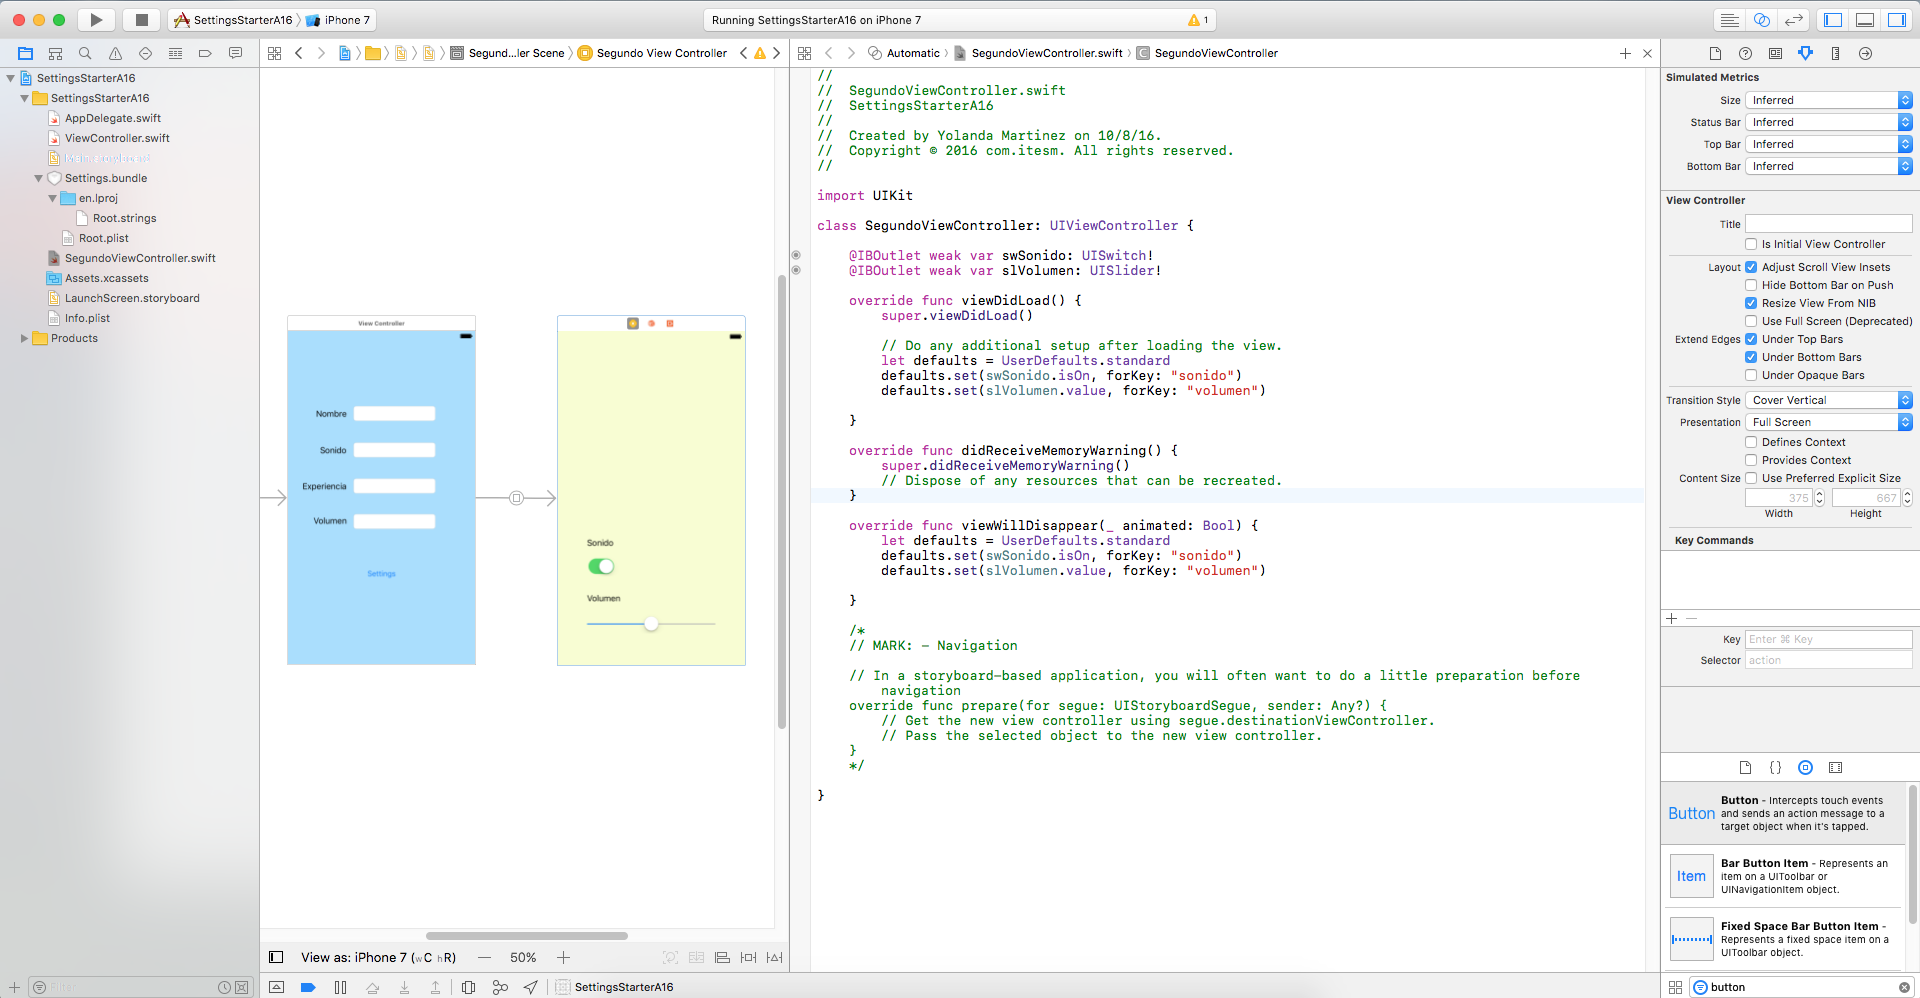 SettingsStarterA16 〉 iPhone 7
Running SettingsStarterA16 on iPhone 7
1
Segund...ler Scene 〉 Segundo View Controller
Automatic 〉 SegundoViewController.swift 〉 SegundoViewController
SettingsStarterA16
SettingsStarterA16
AppDelegate.swift
ViewController.swift
Main.storyboard
Settings.bundle
en.lproj
Root.strings
Root.plist
SegundoViewController.swift
Assets.xcassets
LaunchScreen.storyboard
Info.plist
Products
Filter
View Controller
Nombre
Sonido
Experiencia
Volumen
Settings
Sonido
Volumen
View as: iPhone 7 (wC hR)
50%
//
//  SegundoViewController.swift
//  SettingsStarterA16
//
//  Created by Yolanda Martinez on 10/8/16.
//  Copyright © 2016 com.itesm. All rights reserved.
//
import UIKit
class SegundoViewController: UIViewController {
@IBOutlet weak var swSonido: UISwitch!
@IBOutlet weak var slVolumen: UISlider!
override func viewDidLoad() {
super.viewDidLoad()
// Do any additional setup after loading the view.
let defaults = UserDefaults.standard
defaults.set(swSonido.isOn, forKey: "sonido")
defaults.set(slVolumen.value, forKey: "volumen")
}
override func didReceiveMemoryWarning() {
super.didReceiveMemoryWarning()
// Dispose of any resources that can be recreated.
}
override func viewWillDisappear(_ animated: Bool) {
let defaults = UserDefaults.standard
defaults.set(swSonido.isOn, forKey: "sonido")
defaults.set(slVolumen.value, forKey: "volumen")
}
/*
// MARK: - Navigation
// In a storyboard-based application, you will often want to do a little preparation before
navigation
override func prepare(for segue: UIStoryboardSegue, sender: Any?) {
// Get the new view controller using segue.destinationViewController.
// Pass the selected object to the new view controller.
}
*/
}
SettingsStarterA16
Simulated Metrics
Size Inferred
Status Bar Inferred
Top Bar Inferred
Bottom Bar Inferred
View Controller
Title
Is Initial View Controller
Layout Adjust Scroll View Insets
Hide Bottom Bar on Push
Resize View From NIB
Use Full Screen (Deprecated)
Extend Edges Under Top Bars
Under Bottom Bars
Under Opaque Bars
Transition Style Cover Vertical
Presentation Full Screen
Defines Context
Provides Context
Content Size Use Preferred Explicit Size
375 667
Width Height
Key Commands
Key Enter ⌘ Key
Selector action
Button
Button - Intercepts touch events
and sends an action message to a
target object when it's tapped.
Item
Bar Button Item - Represents an
item on a UIToolbar or
UINavigationItem object.
Fixed Space Bar Button Item -
Represents a fixed space item on a
UIToolbar object.
button